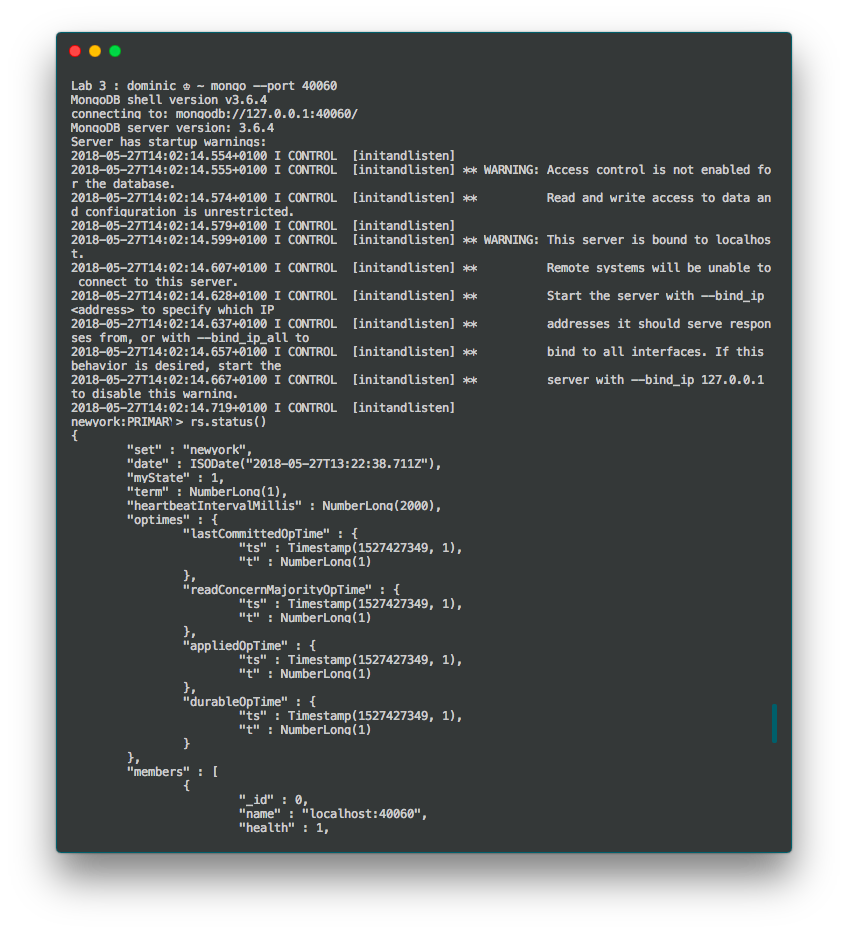 Lab 3 : dominic ♔ ~ mongo --port 40060
MongoDB shell version v3.6.4
connecting to: mongodb://127.0.0.1:40060/
MongoDB server version: 3.6.4
Server has startup warnings:
2018-05-27T14:02:14.554+0100 I CONTROL  [initandlisten]
2018-05-27T14:02:14.555+0100 I CONTROL  [initandlisten] ** WARNING: Access control is not enabled fo
r the database.
2018-05-27T14:02:14.574+0100 I CONTROL  [initandlisten] **          Read and write access to data an
d configuration is unrestricted.
2018-05-27T14:02:14.579+0100 I CONTROL  [initandlisten]
2018-05-27T14:02:14.599+0100 I CONTROL  [initandlisten] ** WARNING: This server is bound to localhos
t.
2018-05-27T14:02:14.607+0100 I CONTROL  [initandlisten] **          Remote systems will be unable to
 connect to this server.
2018-05-27T14:02:14.628+0100 I CONTROL  [initandlisten] **          Start the server with --bind_ip
<address> to specify which IP
2018-05-27T14:02:14.637+0100 I CONTROL  [initandlisten] **          addresses it should serve respon
ses from, or with --bind_ip_all to
2018-05-27T14:02:14.657+0100 I CONTROL  [initandlisten] **          bind to all interfaces. If this
behavior is desired, start the
2018-05-27T14:02:14.667+0100 I CONTROL  [initandlisten] **          server with --bind_ip 127.0.0.1
to disable this warning.
2018-05-27T14:02:14.719+0100 I CONTROL  [initandlisten]
newyork:PRIMARY> rs.status()
{
        "set" : "newyork",
        "date" : ISODate("2018-05-27T13:22:38.711Z"),
        "myState" : 1,
        "term" : NumberLong(1),
        "heartbeatIntervalMillis" : NumberLong(2000),
        "optimes" : {
                "lastCommittedOpTime" : {
                        "ts" : Timestamp(1527427349, 1),
                        "t" : NumberLong(1)
                },
                "readConcernMajorityOpTime" : {
                        "ts" : Timestamp(1527427349, 1),
                        "t" : NumberLong(1)
                },
                "appliedOpTime" : {
                        "ts" : Timestamp(1527427349, 1),
                        "t" : NumberLong(1)
                },
                "durableOpTime" : {
                        "ts" : Timestamp(1527427349, 1),
                        "t" : NumberLong(1)
                }
        },
        "members" : [
                {
                        "_id" : 0,
                        "name" : "localhost:40060",
                        "health" : 1,